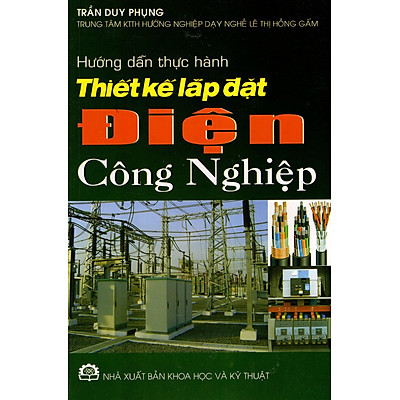 TRẦN DUY PHỤNG
TRUNG TÂM KTTH HƯỚNG NGHIỆP DẠY NGHỀ LÊ THỊ HỒNG GẤM
Hướng dẫn thực hành
Thiết kế lắp đặt
Điện
Công Nghiệp
NHÀ XUẤT BẢN KHOA HỌC VÀ KỸ THUẬT